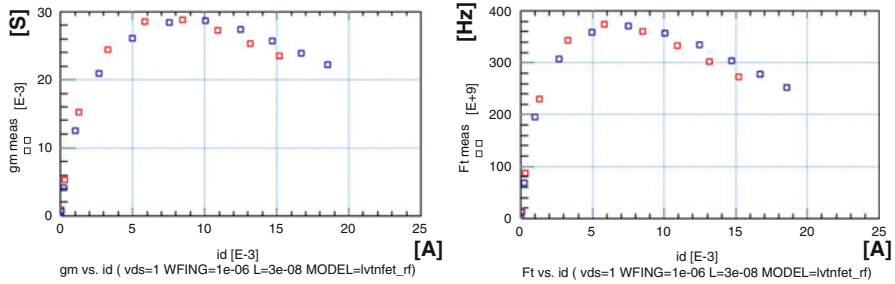 [S]
30
20
10
0
gm meas [E-3]
0 5 10 15 20 25
id [E-3]
[A]
gm vs. id ( vds=1 WFING=1e-06 L=3e-08 MODEL=lvtnfet_rf)
[Hz]
400
300
200
100
0
Ft meas [E+9]
0 5 10 15 20 25
id [E-3]
[A]
Ft vs. id ( vds=1 WFING=1e-06 L=3e-08 MODEL=lvtnfet_rf)